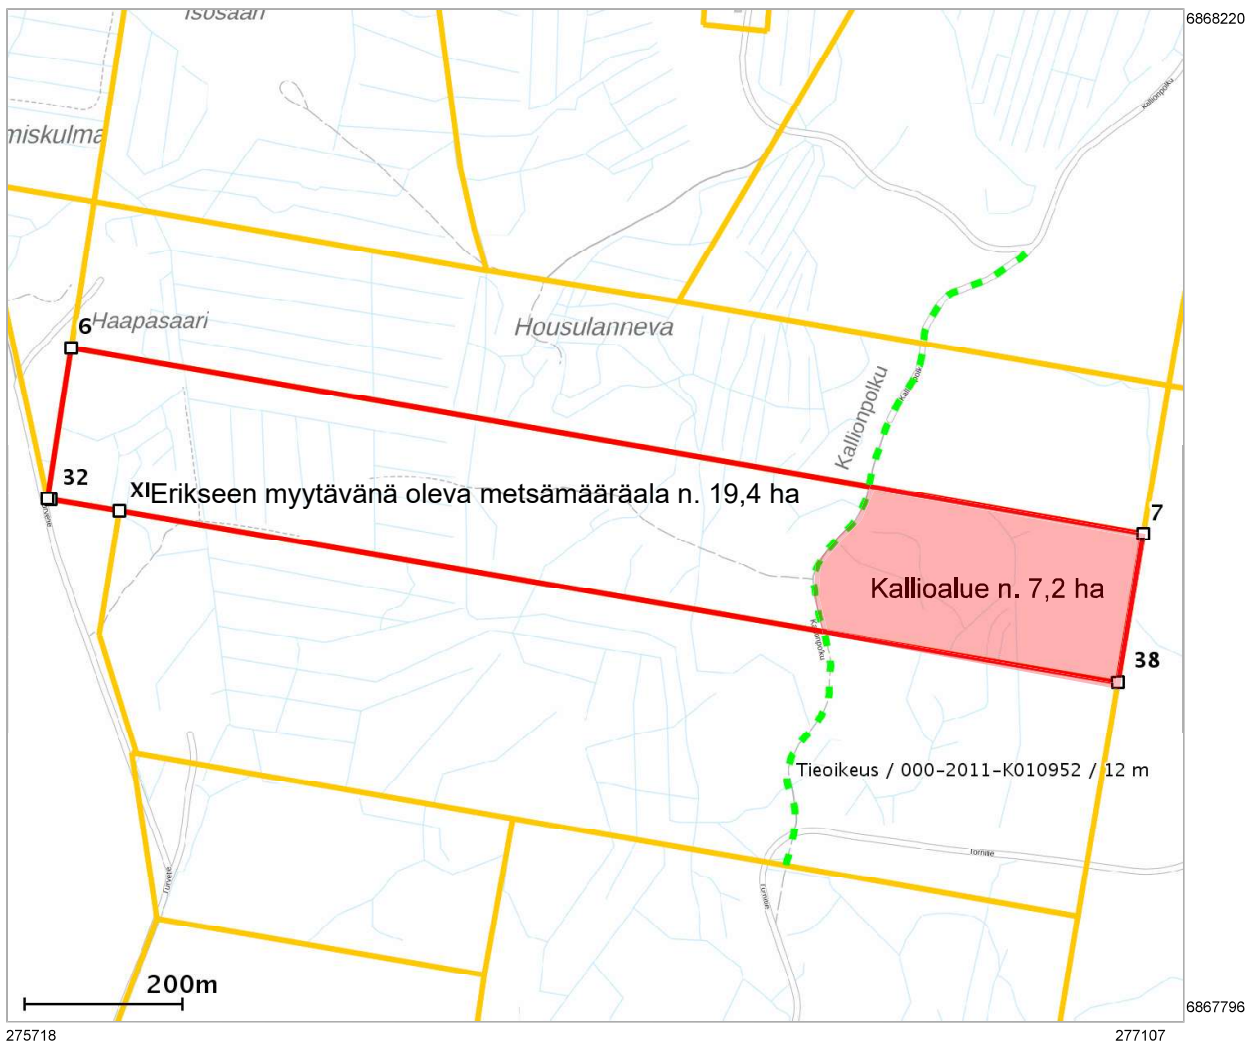 Isosaari
6868220
Kallionpolku
miskulma
6
Haapasaari
Housulanneva
Kallionpolku
32
XI
Erikseen myytävänä oleva metsämääräala n. 19,4 ha
7
Kallioalue n. 7,2 ha
38
Tieoikeus / 000-2011-K010952 / 12 m
200m
6867796
275718
277107